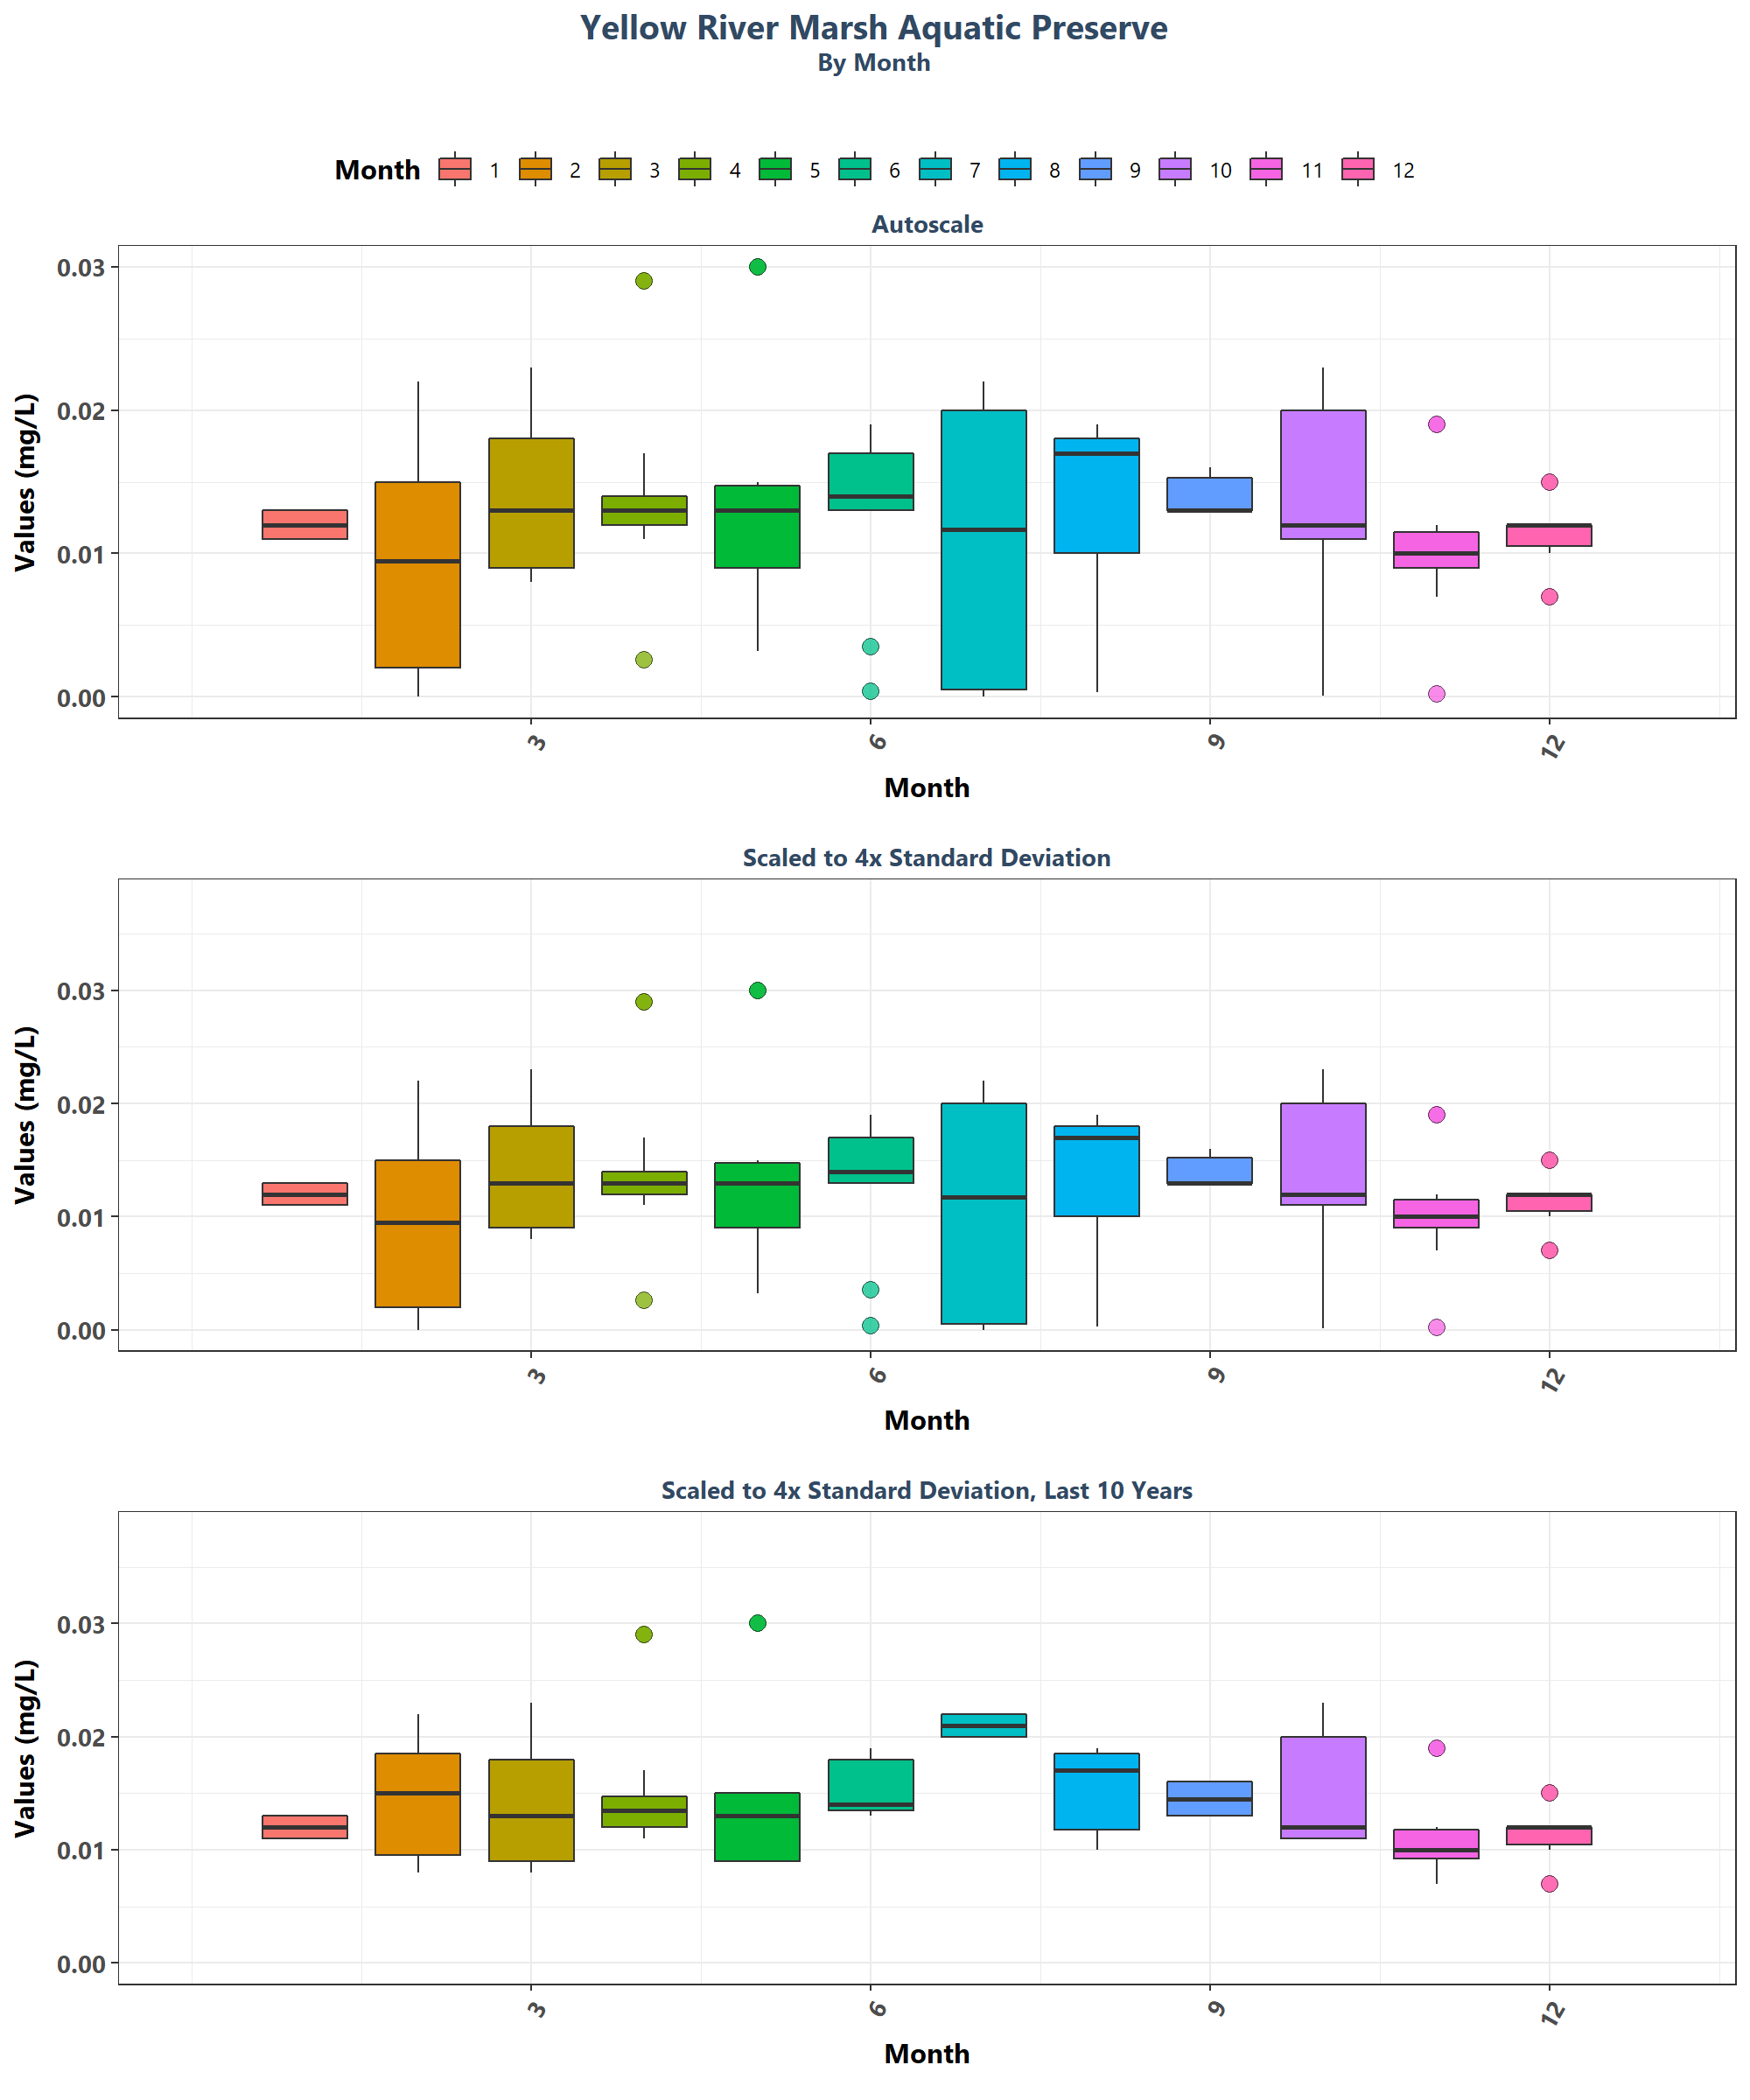 Yellow River Marsh Aquatic Preserve
By Month
Month 1 2 3 4 5 6 7 8 9 10 11 12
Autoscale
Values (mg/L)
0.03
0.02
0.01
0.00
3 6 9 12
Month
Scaled to 4x Standard Deviation
Values (mg/L)
0.03
0.02
0.01
0.00
3 6 9 12
Month
Scaled to 4x Standard Deviation, Last 10 Years
Values (mg/L)
0.03
0.02
0.01
0.00
3 6 9 12
Month